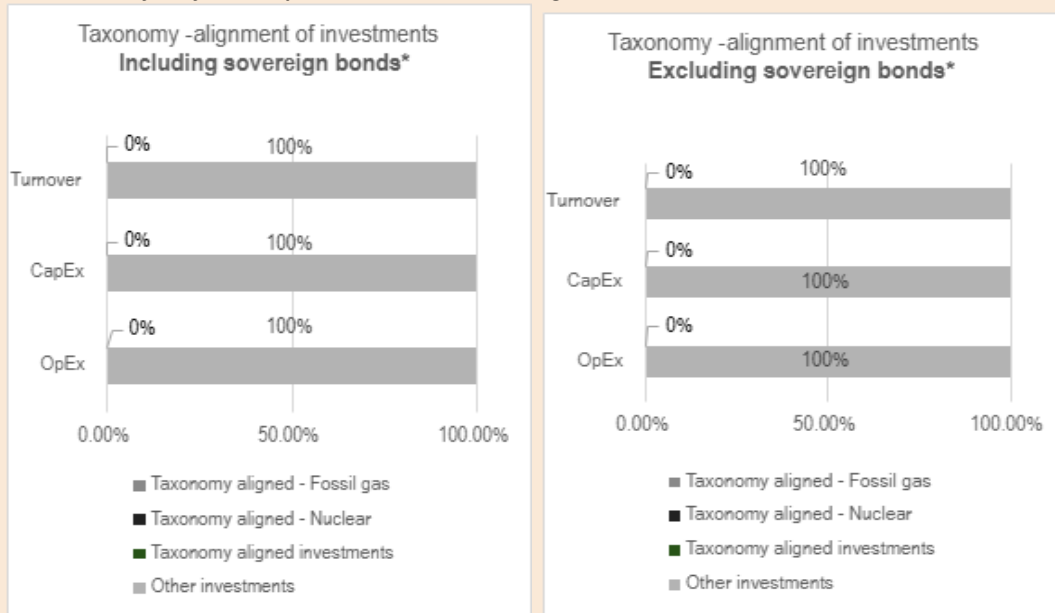 Taxonomy -alignment of investments
Including sovereign bonds*
0%
100%
Turnover
0%
100%
CapEx
0%
100%
OpEx
0.00%
50.00%
100.00%
Taxonomy aligned - Fossil gas
Taxonomy aligned - Nuclear
Taxonomy aligned investments
Other investments
Taxonomy -alignment of investments
Excluding sovereign bonds*
0%
100%
Turnover
0%
CapEx
100%
0%
OpEx
100%
0.00%
50.00%
100.00%
Taxonomy aligned - Fossil gas
Taxonomy aligned - Nuclear
Taxonomy aligned investments
Other investments